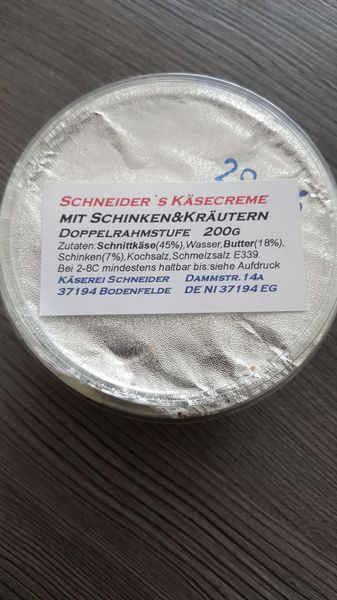 SCHNEIDER`S KÄSECREME
MIT SCHINKEN&KRÄUTERN
DOPPELRAHMSTUFE 200G
Zutaten:Schnittkäse(45%),Wasser,Butter(18%),
Schinken(7%),Kochsalz,Schmelzsalz E339.
Bei 2-8C mindestens haltbar bis:siehe Aufdruck
KÄSEREI SCHNEIDER DAMMSTR.14A
37194 BODENFELDE DE NI 37194 EG